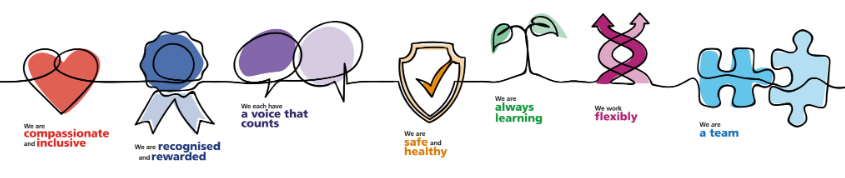 We are
compassionate
and inclusive
We are recognised
and rewarded
We each have
a voice that
counts
We are
safe and
healthy
We are
always
learning
We work
flexibly
We are
a team